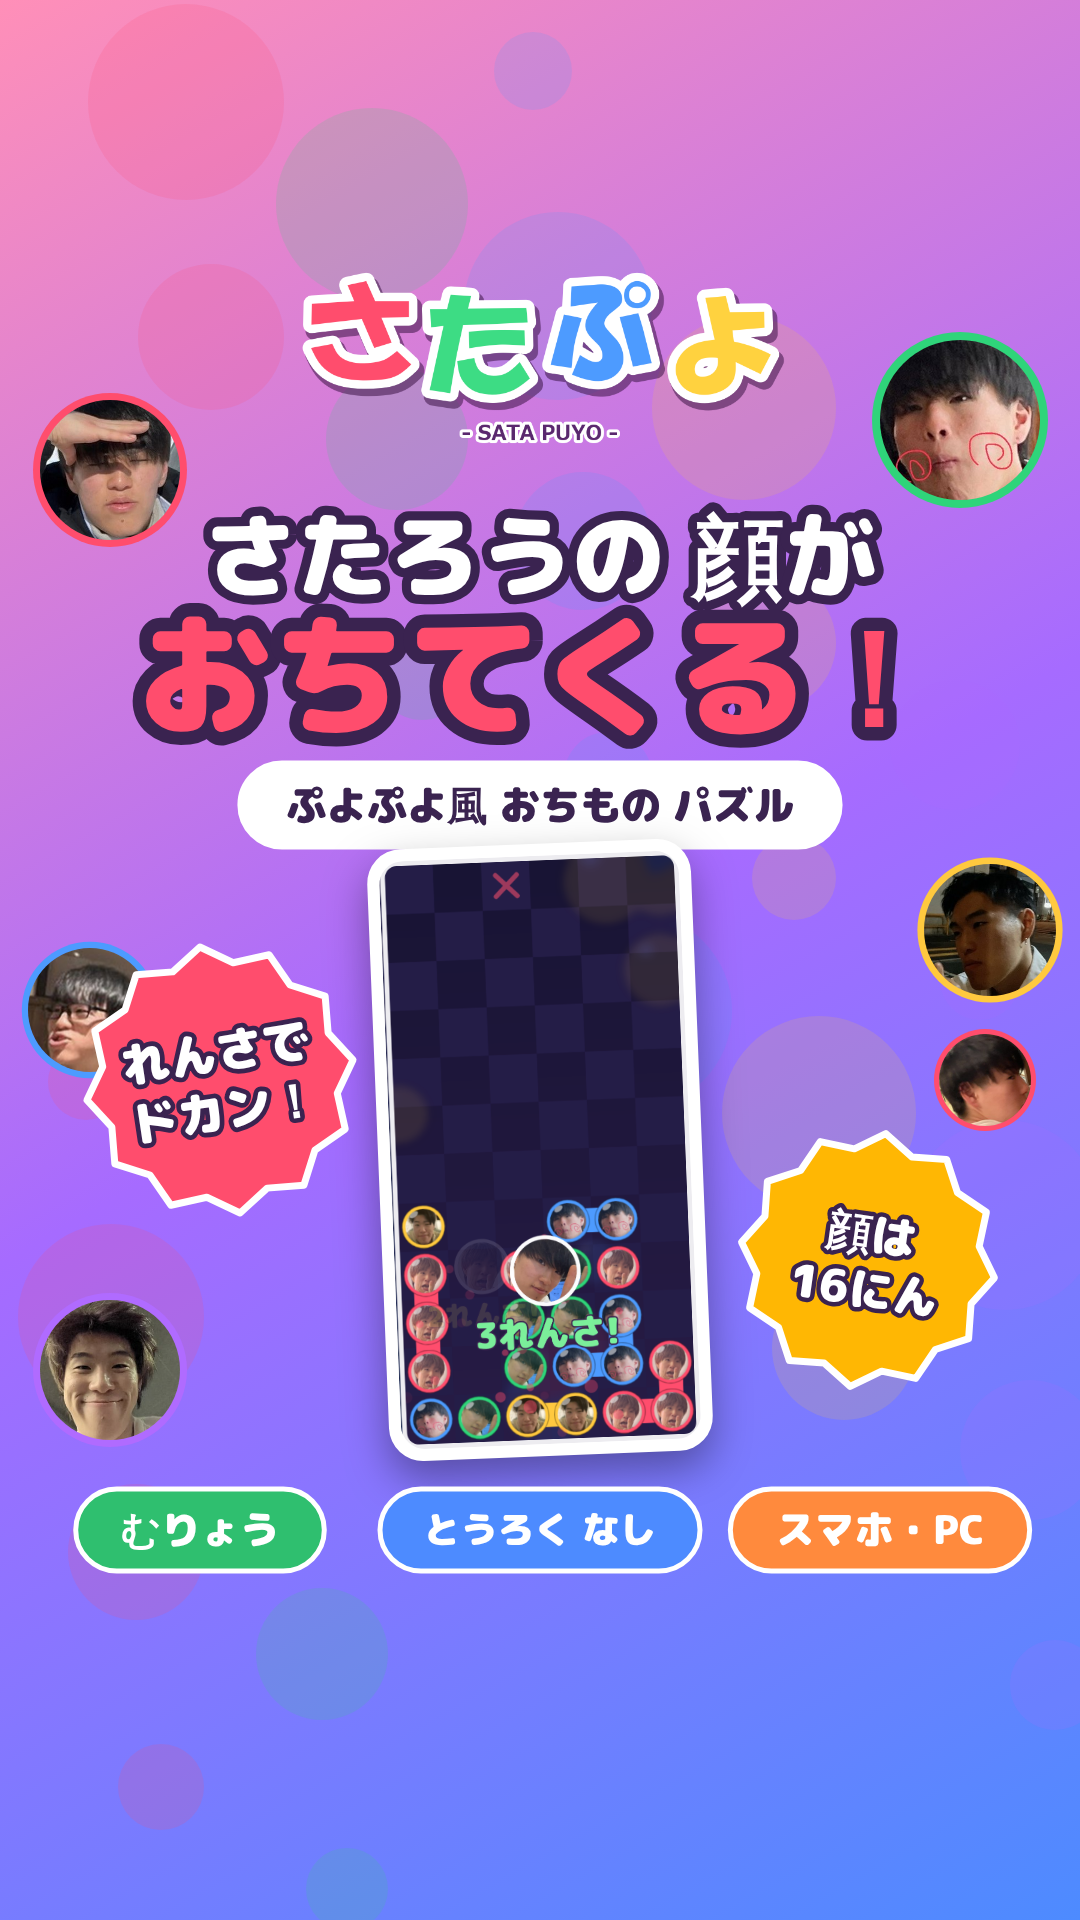 さたぷよ
- SATA PUYO -
さたろうの 顔が
おちてくる！
ぷよぷよ風 おちもの パズル
れんさで
ドカン！
顔は
16にん
3れんさ!
むりょう
とうろく なし
スマホ・PC